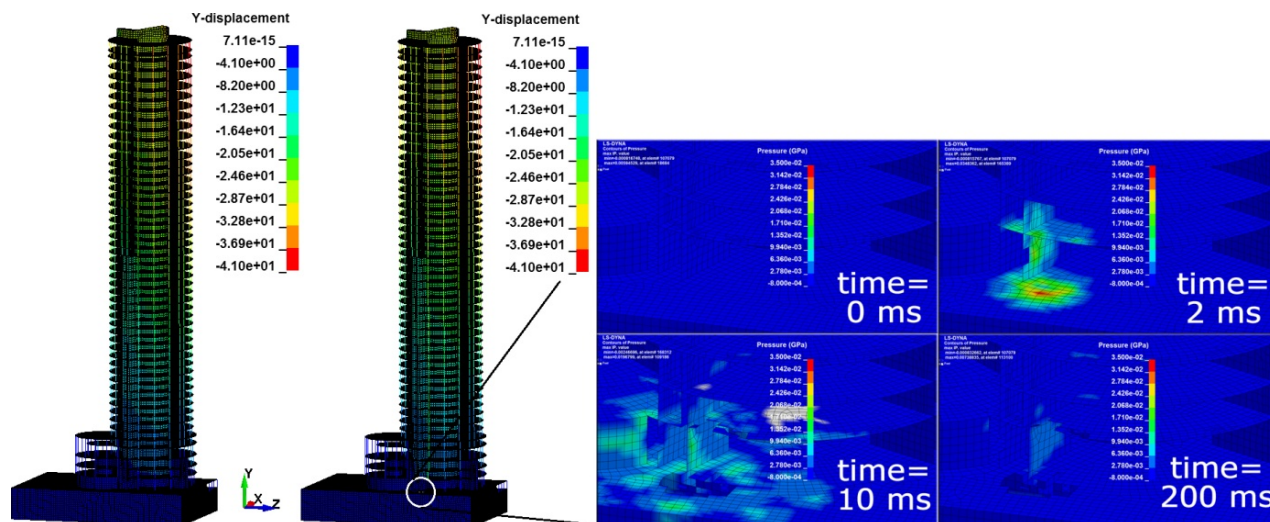 Y-displacement
7.11e-15
-4.10e+00
-8.20e+00
-1.23e+01
-1.64e+01
-2.05e+01
-2.46e+01
-2.87e+01
-3.28e+01
-3.69e+01
-4.10e+01
Y
X
Z
Y-displacement
7.11e-15
-4.10e+00
-8.20e+00
-1.23e+01
-1.64e+01
-2.05e+01
-2.46e+01
-2.87e+01
-3.28e+01
-3.69e+01
-4.10e+01
LS-DYNA
Contours of Pressure
max IP. value
Pressure (GPa)
3.500e-02
3.142e-02
2.784e-02
2.426e-02
2.068e-02
1.710e-02
1.352e-02
9.940e-03
6.360e-03
2.780e-03
-8.000e-04
time=
0 ms
LS-DYNA
Contours of Pressure
max IP. value
Pressure (GPa)
3.500e-02
3.142e-02
2.784e-02
2.426e-02
2.068e-02
1.710e-02
1.352e-02
9.940e-03
6.360e-03
2.780e-03
-8.000e-04
time=
2 ms
LS-DYNA
Contours of Pressure
max IP. value
Pressure (GPa)
3.500e-02
3.142e-02
2.784e-02
2.426e-02
2.068e-02
1.352e-02
9.940e-03
6.360e-03
2.780e-03
-8.000e-04
time=
10 ms
LS-DYNA
Contours of Pressure
max IP. value
Pressure (GPa)
3.500e-02
3.142e-02
2.784e-02
2.426e-02
2.068e-02
1.710e-02
1.352e-02
9.940e-03
6.360e-03
2.780e-03
-8.000e-04
time=
200 ms